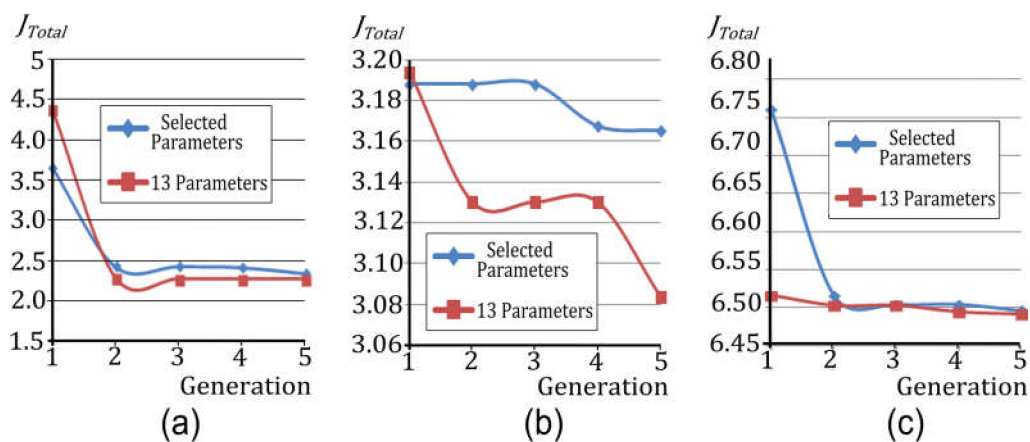 J_Total
5
4.5
4.0
3.5
3.0
2.5
2.0
1.5
Selected
Parameters
13 Parameters
1 2 3 4 5
Generation
(a)
J_Total
3.20
3.18
3.16
3.14
3.12
3.10
3.08
3.06
Selected
Parameters
13 Parameters
1 2 3 4 5
Generation
(b)
J_Total
6.80
6.75
6.70
6.65
6.60
6.55
6.50
6.45
Selected
Parameters
13 Parameters
1 2 3 4 5
Generation
(c)